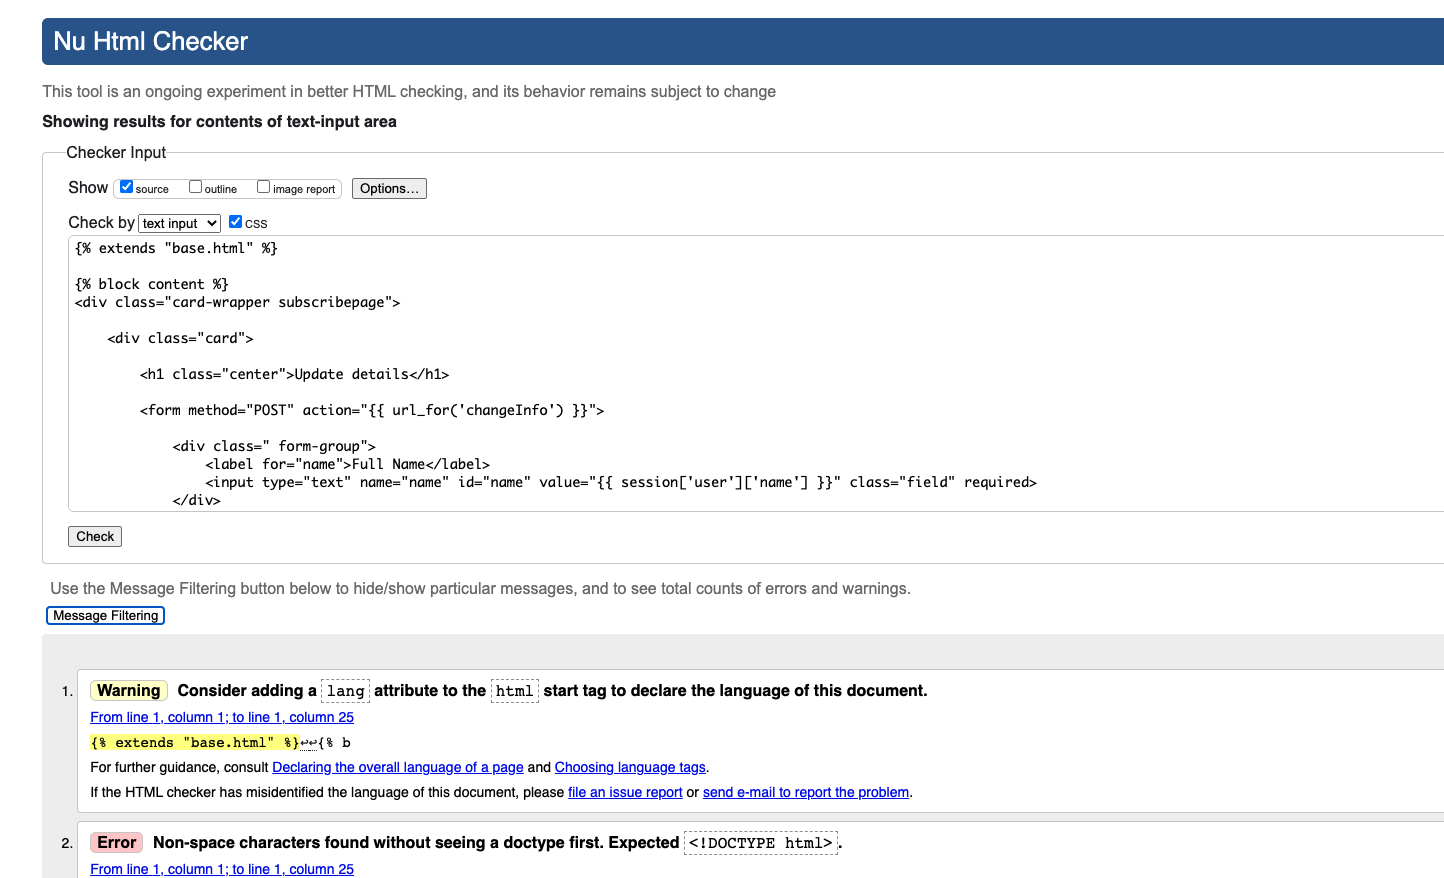 Nu Html Checker
This tool is an ongoing experiment in better HTML checking, and its behavior remains subject to change
Showing results for contents of text-input area
Checker Input
Show source outline image report Options...
Check by text input CSS
{% extends "base.html" %}
{% block content %}
<div class="card-wrapper subscribepage">
<div class="card">
<h1 class="center">Update details</h1>
<form method="POST" action="{{ url_for('changeInfo') }}">
<div class=" form-group">
<label for="name">Full Name</label>
<input type="text" name="name" id="name" value="{{ session['user']['name'] }}" class="field" required>
</div>
Check
Use the Message Filtering button below to hide/show particular messages, and to see total counts of errors and warnings.
Message Filtering
1. Warning Consider adding a lang attribute to the html start tag to declare the language of this document.
From line 1, column 1; to line 1, column 25
{% extends "base.html" %}↩↩{% b
For further guidance, consult Declaring the overall language of a page and Choosing language tags.
If the HTML checker has misidentified the language of this document, please file an issue report or send e-mail to report the problem.
2. Error Non-space characters found without seeing a doctype first. Expected <!DOCTYPE html>.
From line 1, column 1; to line 1, column 25